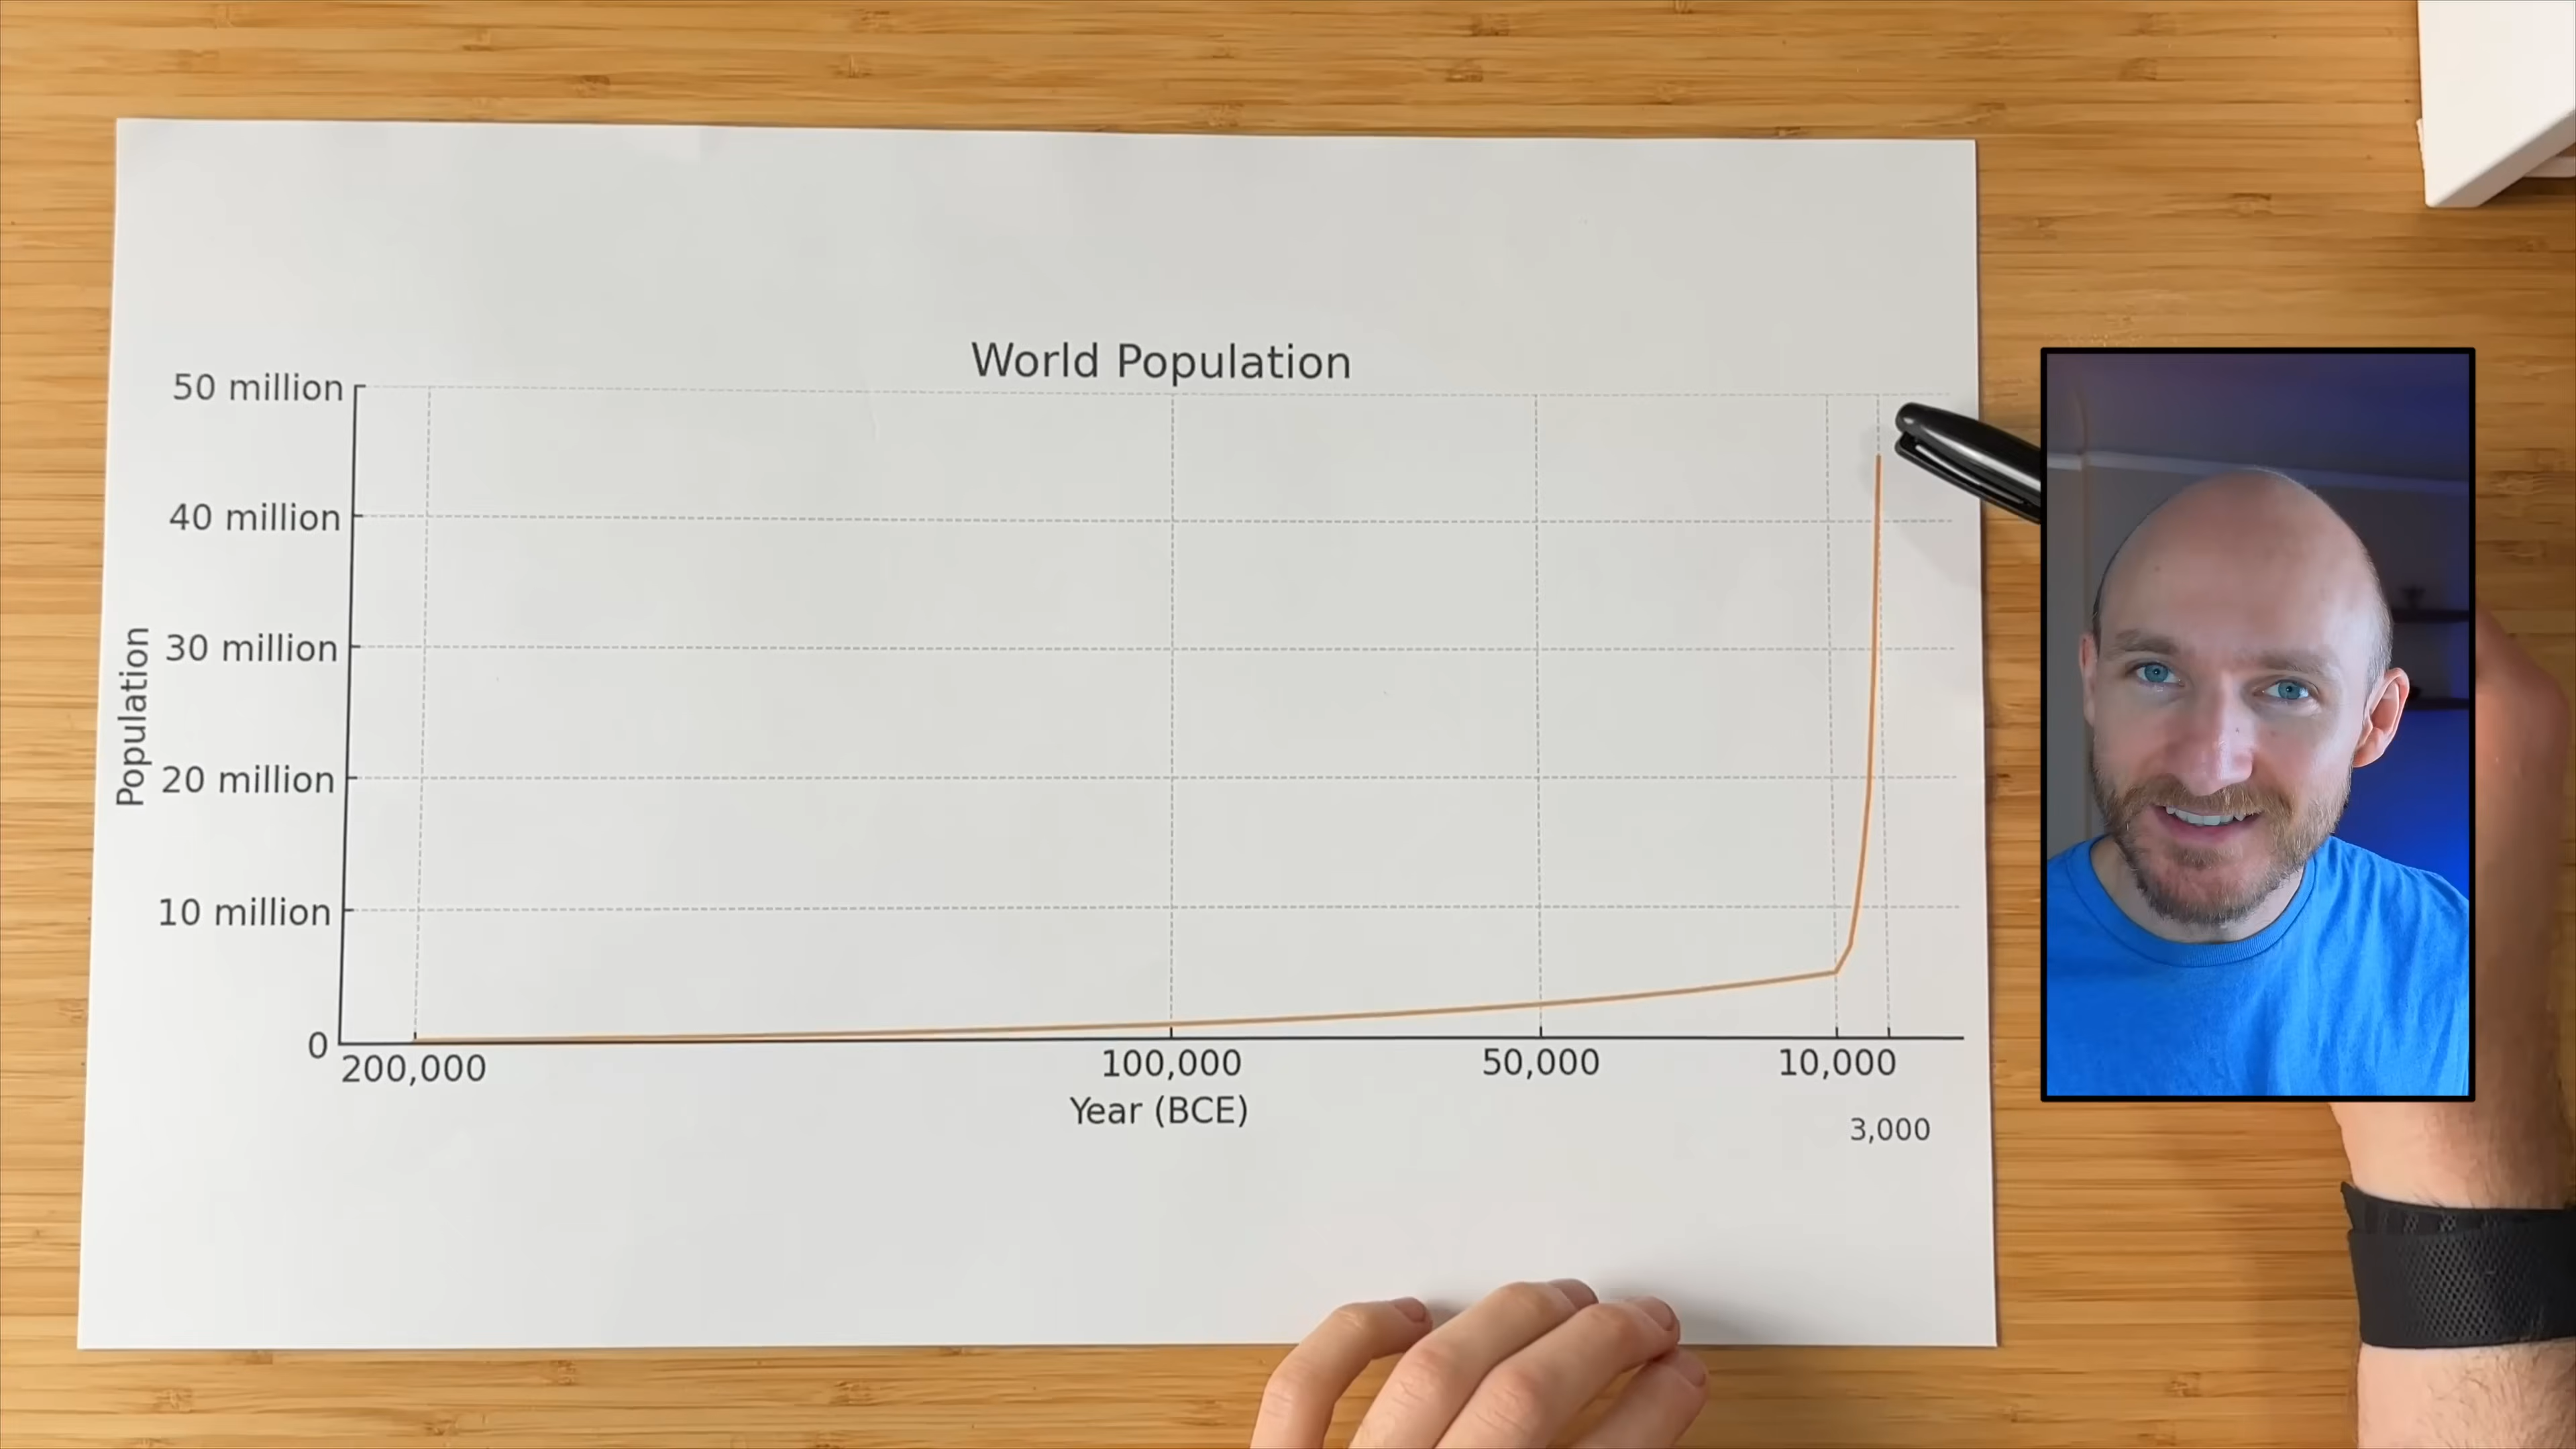 World Population
50 million
40 million
30 million
20 million
10 million
0
Population
200,000
100,000
50,000
10,000
3,000
Year (BCE)